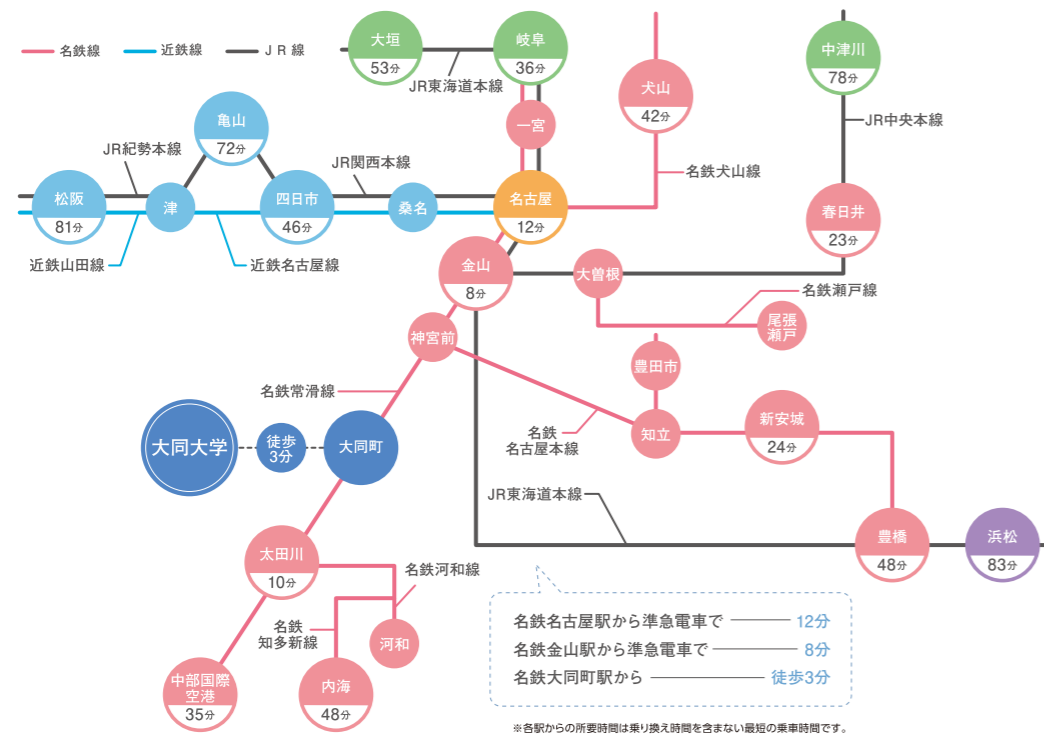 名鉄線
近鉄線
JR線
大垣
53分
岐阜
36分
JR東海道本線
犬山
42分
中津川
78分
一宮
JR中央本線
亀山
72分
JR紀勢本線
JR関西本線
名鉄犬山線
松阪
81分
津
四日市
46分
桑名
名古屋
12分
春日井
23分
近鉄山田線
近鉄名古屋線
金山
8分
大曽根
名鉄瀬戸線
尾張
瀬戸
神宮前
豊田市
名鉄常滑線
大同大学
徒歩
3分
大同町
名鉄
名古屋本線
知立
新安城
24分
JR東海道本線
豊橋
48分
浜松
83分
太田川
10分
名鉄河和線
名鉄
知多新線
河和
中部国際
空港
35分
内海
48分
名鉄名古屋駅から準急電車で 12分
名鉄金山駅から準急電車で 8分
名鉄大同町駅から 徒歩3分
※各駅からの所要時間は乗り換え時間を含まない最短の乗車時間です。